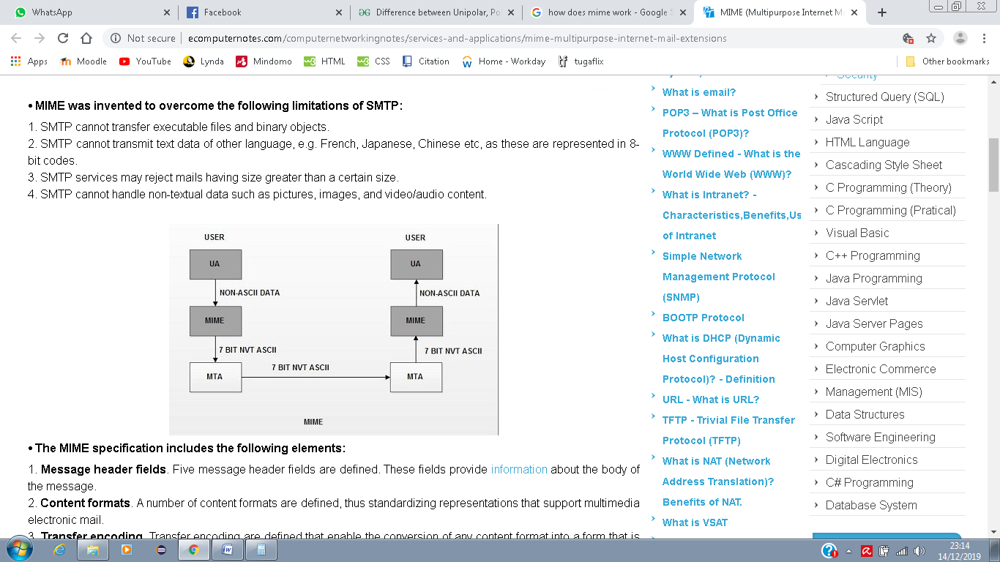 WhatsApp
Facebook
Difference between Unipolar, Po
how does mime work - Google S
MIME (Multipurpose Internet M
Not secure | ecomputernotes.com/computernetworkingnotes/services-and-applications/mime-multipurpose-internet-mail-extensions
Apps Moodle YouTube Lynda Mindomo HTML CSS Citation Home - Workday tugaflix Other bookmarks
• MIME was invented to overcome the following limitations of SMTP:
1. SMTP cannot transfer executable files and binary objects.
2. SMTP cannot transmit text data of other language, e.g. French, Japanese, Chinese etc, as these are represented in 8-
bit codes.
3. SMTP services may reject mails having size greater than a certain size.
4. SMTP cannot handle non-textual data such as pictures, images, and video/audio content.
USER USER
UA UA
NON-ASCII DATA NON-ASCII DATA
MIME MIME
7 BIT NVT ASCII 7 BIT NVT ASCII
7 BIT NVT ASCII
MTA MTA
MIME
• The MIME specification includes the following elements:
1. Message header fields. Five message header fields are defined. These fields provide information about the body of
the message.
2. Content formats. A number of content formats are defined, thus standardizing representations that support multimedia
electronic mail.
3. Transfer encoding. Transfer encoding are defined that enable the conversion of any content format into a form that is
What is email?
POP3 – What is Post Office
Protocol (POP3)?
WWW Defined - What is the
World Wide Web (WWW)?
What is Intranet? -
Characteristics,Benefits,Us
of Intranet
Simple Network
Management Protocol
(SNMP)
BOOTP Protocol
What is DHCP (Dynamic
Host Configuration
Protocol)? - Definition
URL - What is URL?
TFTP - Trivial File Transfer
Protocol (TFTP)
What is NAT (Network
Address Translation)?
Benefits of NAT.
What is VSAT
Security
Structured Query (SQL)
Java Script
HTML Language
Cascading Style Sheet
C Programming (Theory)
C Programming (Pratical)
Visual Basic
C++ Programming
Java Programming
Java Servlet
Java Server Pages
Computer Graphics
Electronic Commerce
Management (MIS)
Data Structures
Software Engineering
Digital Electronics
C# Programming
Database System
23:14
14/12/2019